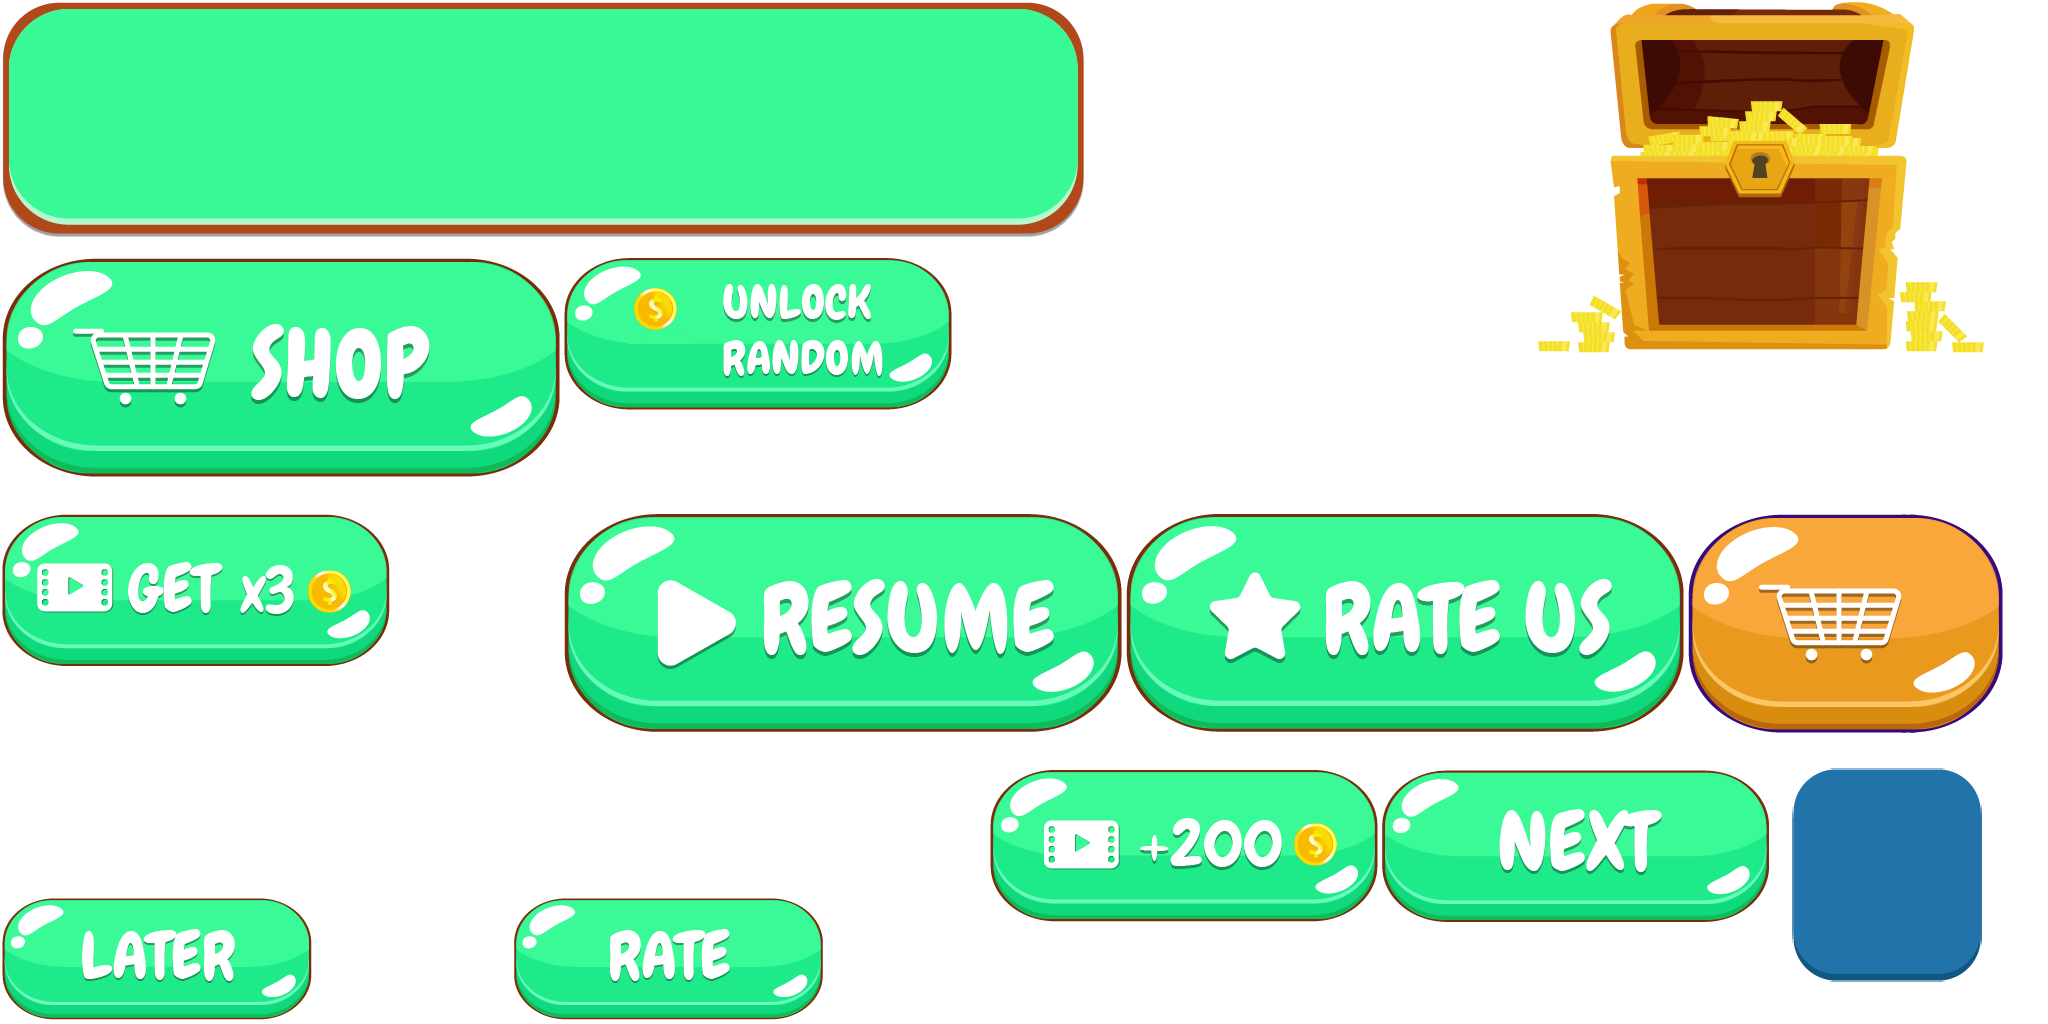 SHOP
UNLOCK
RANDOM
GET x3 $
RESUME
RATE US
+200 $
NEXT
LATER
RATE